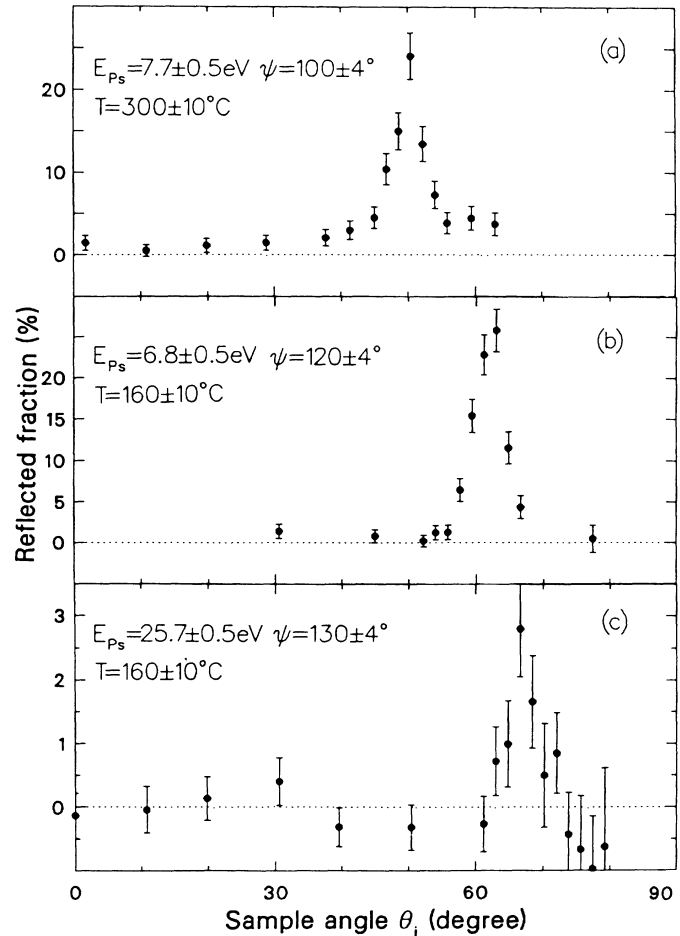 (a)
E_Ps=7.7±0.5eV ψ=100±4°
T=300±10°C
20
10
0
(b)
E_Ps=6.8±0.5eV ψ=120±4°
T=160±10°C
20
15
10
5
0
(c)
E_Ps=25.7±0.5eV ψ=130±4°
T=160±10°C
3
2
1
0
Reflected fraction (%)
0 30 60 90
Sample angle θ_i (degree)